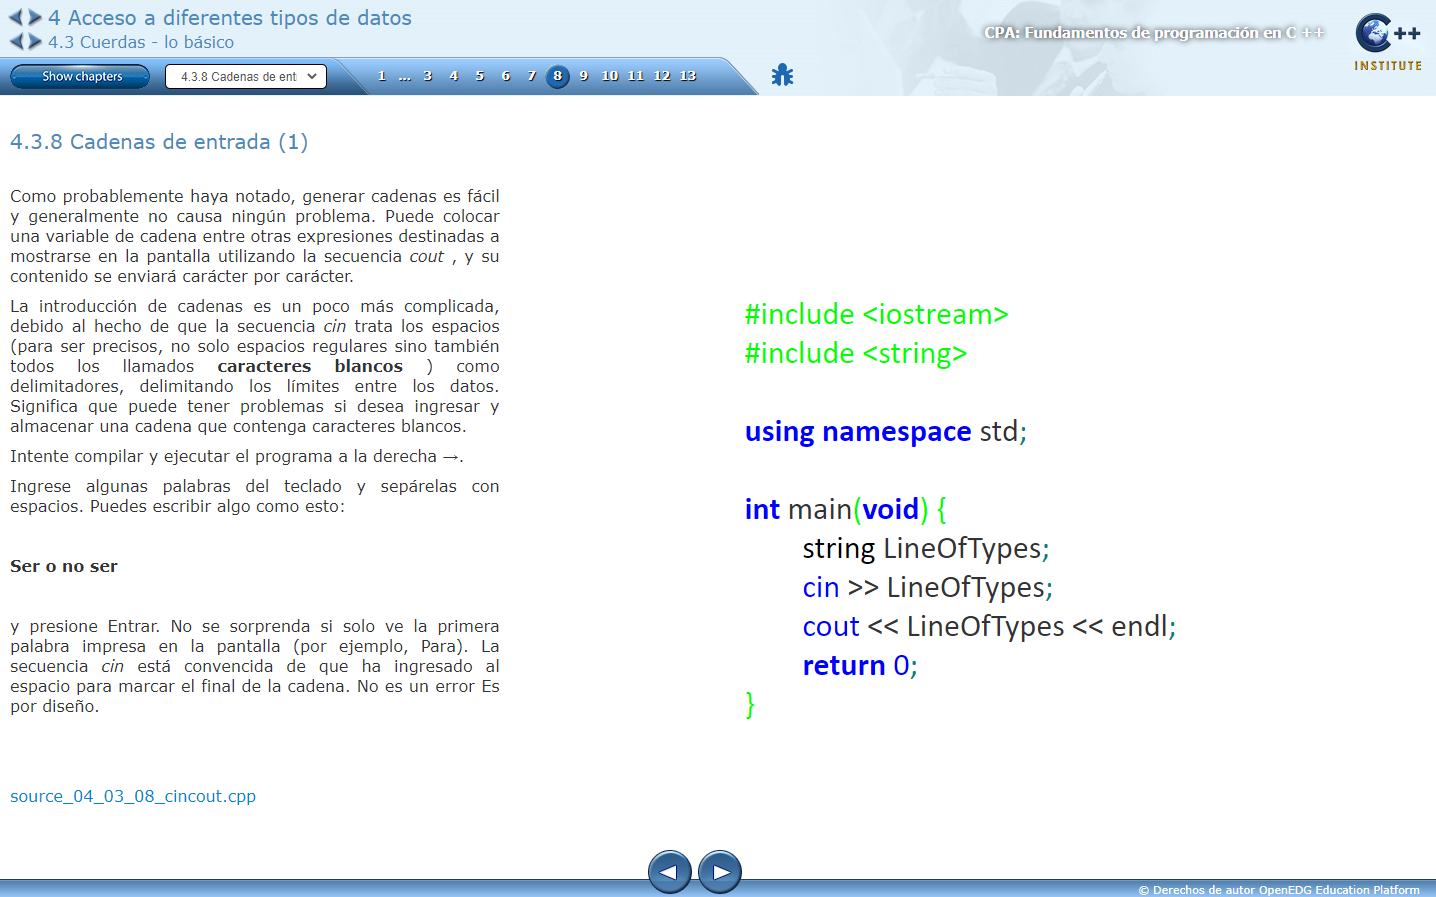 4 Acceso a diferentes tipos de datos
4.3 Cuerdas - lo básico
CPA: Fundamentos de programación en C ++
C++
INSTITUTE
Show chapters
4.3.8 Cadenas de enti
1 ... 3 4 5 6 7 8 9 10 11 12 13
4.3.8 Cadenas de entrada (1)
Como probablemente haya notado, generar cadenas es fácil
y generalmente no causa ningún problema. Puede colocar
una variable de cadena entre otras expresiones destinadas a
mostrarse en la pantalla utilizando la secuencia cout , y su
contenido se enviará carácter por carácter.
La introducción de cadenas es un poco más complicada,
debido al hecho de que la secuencia cin trata los espacios
(para ser precisos, no solo espacios regulares sino también
todos los llamados caracteres blancos ) como
delimitadores, delimitando los límites entre los datos.
Significa que puede tener problemas si desea ingresar y
almacenar una cadena que contenga caracteres blancos.
Intente compilar y ejecutar el programa a la derecha →.
Ingrese algunas palabras del teclado y sepárelas con
espacios. Puedes escribir algo como esto:
Ser o no ser
y presione Entrar. No se sorprenda si solo ve la primera
palabra impresa en la pantalla (por ejemplo, Para). La
secuencia cin está convencida de que ha ingresado al
espacio para marcar el final de la cadena. No es un error Es
por diseño.
source_04_03_08_cincout.cpp
#include <iostream>
#include <string>
using namespace std;
int main(void) {
string LineOfTypes;
cin >> LineOfTypes;
cout << LineOfTypes << endl;
return 0;
}
© Derechos de autor OpenEDG Education Platform